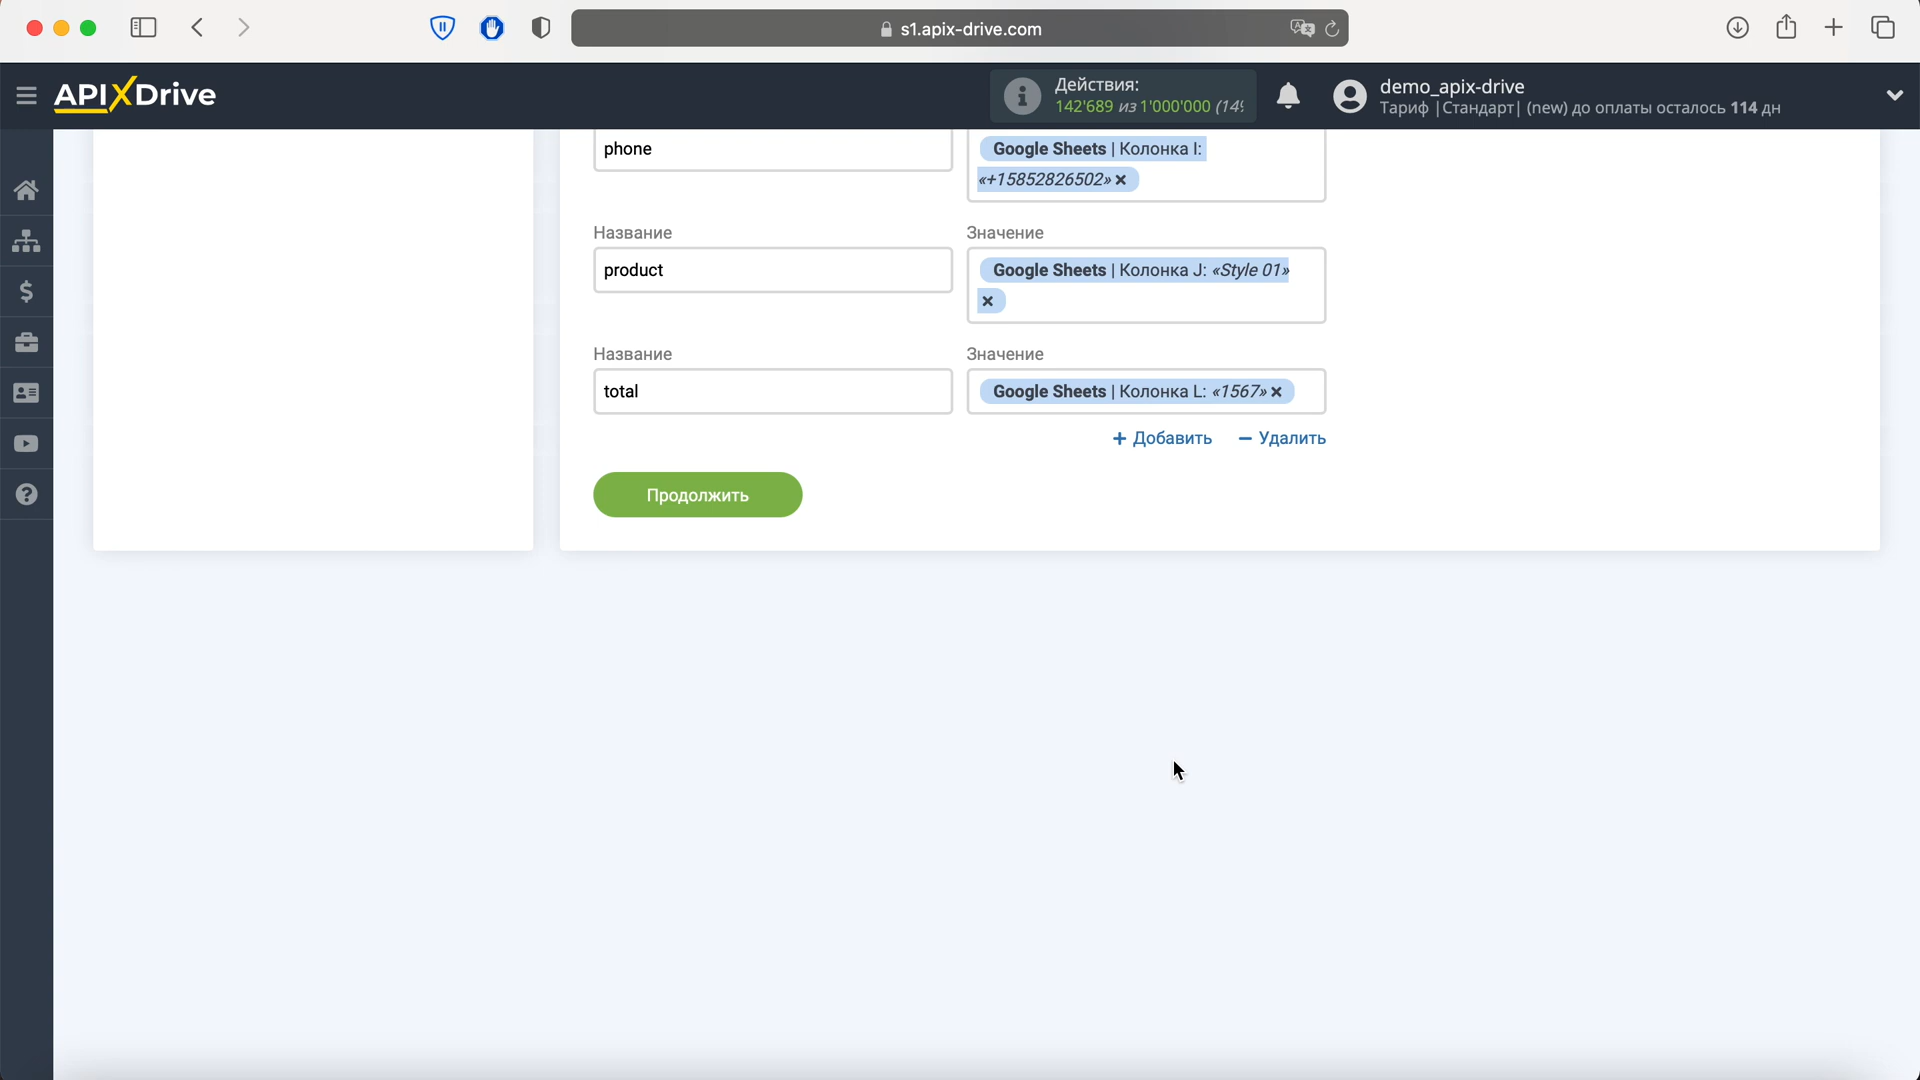 s1.apix-drive.com
APIXDrive
Действия:
142'689 из 1'000'000 (14%
demo_apix-drive
Тариф |Стандарт| (new) до оплаты осталось 114 дн
phone
Google Sheets | Колонка I:
«+15852826502» ×
Название
Значение
product
Google Sheets | Колонка J: «Style 01»
×
Название
Значение
total
Google Sheets | Колонка L: «1567» ×
+ Добавить
− Удалить
Продолжить